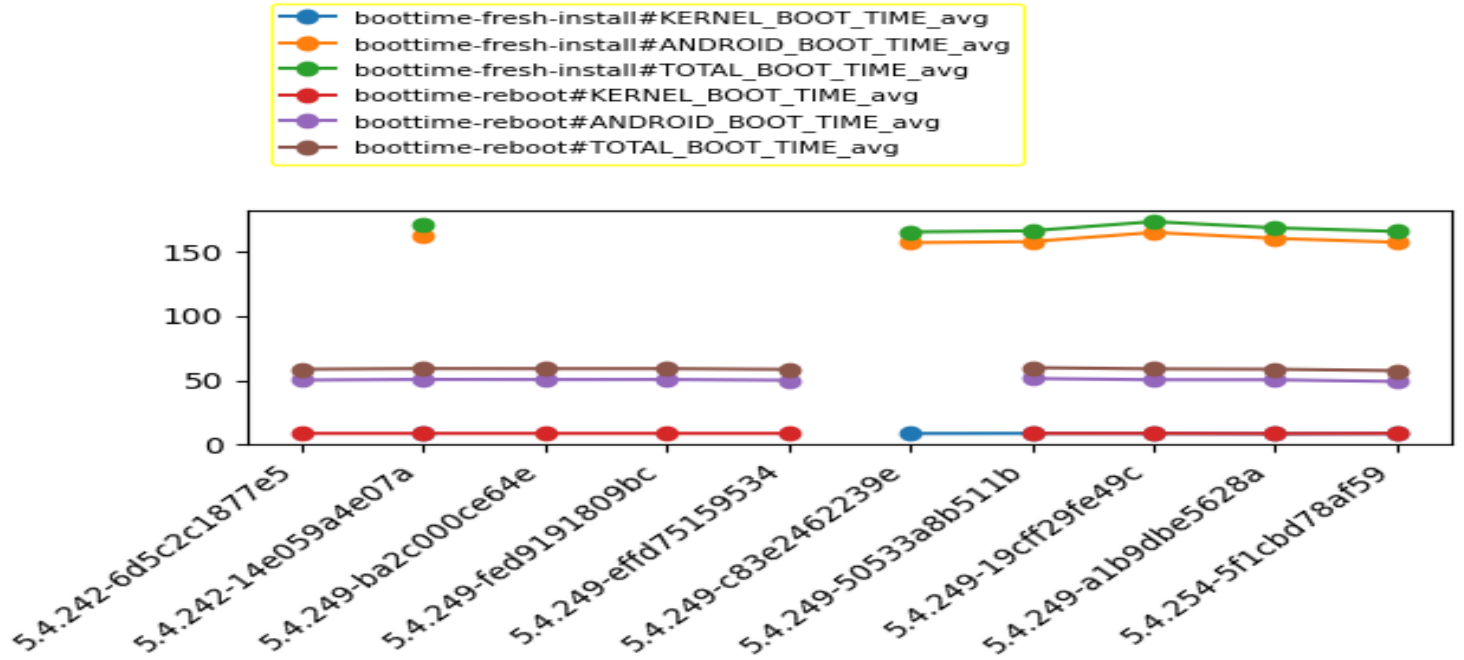 boottime-fresh-install#KERNEL_BOOT_TIME_avg
boottime-fresh-install#ANDROID_BOOT_TIME_avg
boottime-fresh-install#TOTAL_BOOT_TIME_avg
boottime-reboot#KERNEL_BOOT_TIME_avg
boottime-reboot#ANDROID_BOOT_TIME_avg
boottime-reboot#TOTAL_BOOT_TIME_avg
150
100
50
0
5.4.242-6d5c2c1877e5
5.4.242-14e059a4e07a
5.4.249-ba2c000ce64e
5.4.249-fed9191809bc
5.4.249-effd75159534
5.4.249-c83e2462239e
5.4.249-50533a8b511b
5.4.249-19cff29fe49c
5.4.249-a1b9dbe5628a
5.4.254-5f1cbd78af59